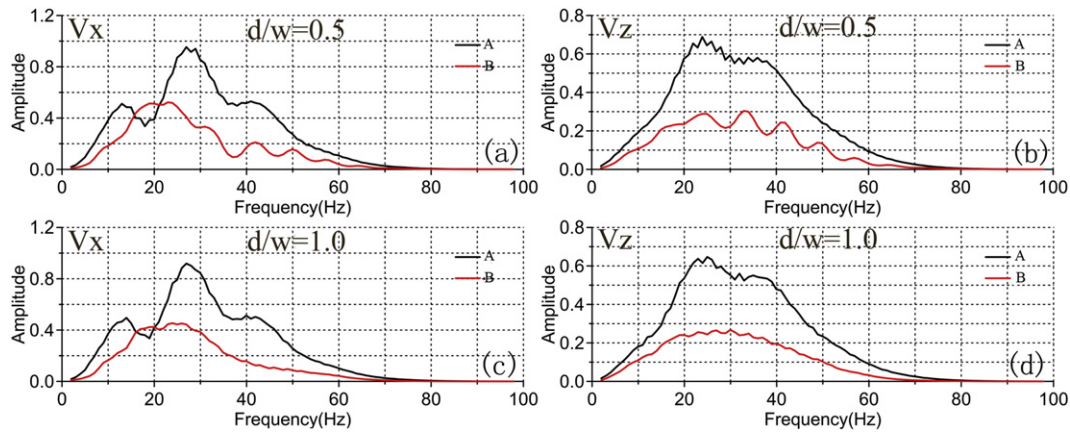 Vx d/w=0.5
A
B
(a)
Amplitude
1.2
0.8
0.4
0.0
0 20 40 60 80 100
Frequency(Hz)
Vz d/w=0.5
A
B
(b)
Amplitude
0.8
0.6
0.4
0.2
0.0
0 20 40 60 80 100
Frequency(Hz)
Vx d/w=1.0
A
B
(c)
Amplitude
1.2
0.8
0.4
0.0
0 20 40 60 80 100
Frequency(Hz)
Vz d/w=1.0
A
B
(d)
Amplitude
0.8
0.6
0.4
0.2
0.0
0 20 40 60 80 100
Frequency(Hz)